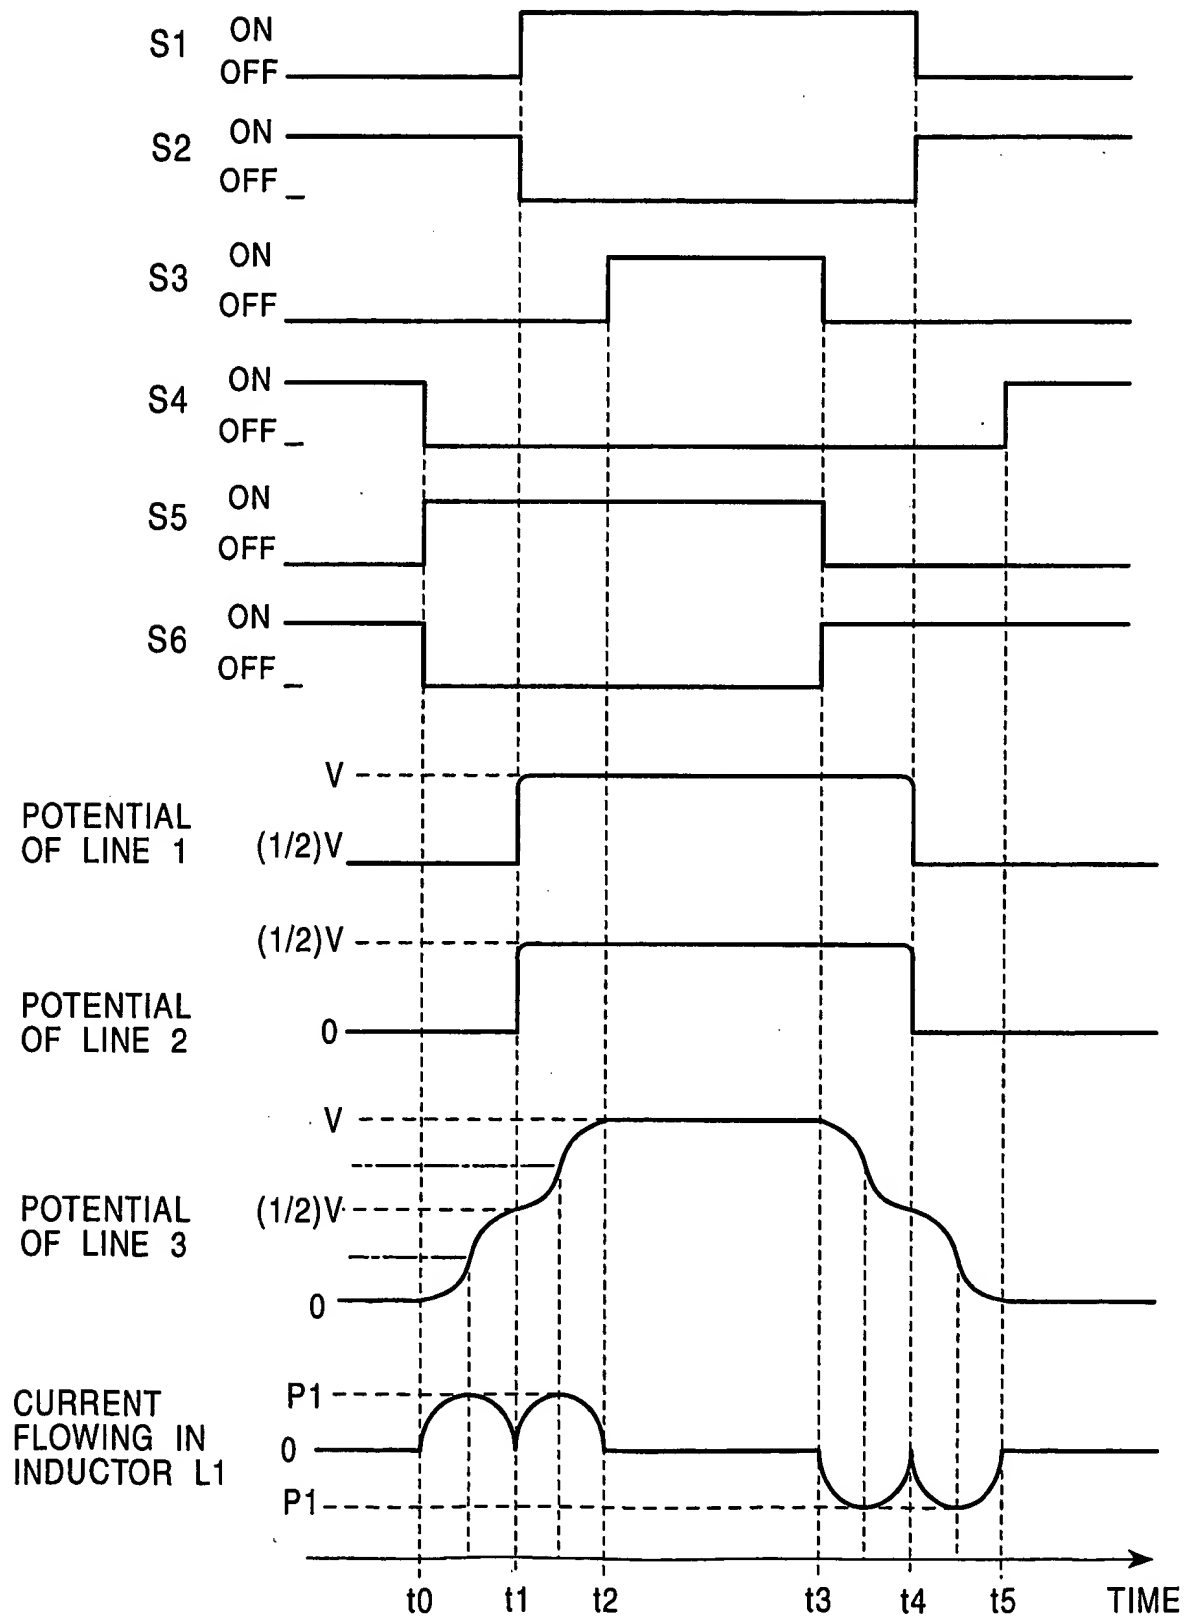 S1 ON
OFF
S2 ON
OFF
S3 ON
OFF
S4 ON
OFF
S5 ON
OFF
S6 ON
OFF
V
POTENTIAL
OF LINE 1
(1/2)V
(1/2)V
POTENTIAL
OF LINE 2
0
V
POTENTIAL
OF LINE 3
(1/2)V
0
CURRENT
FLOWING IN
INDUCTOR L1
P1
0
P1
t0 t1 t2 t3 t4 t5 TIME